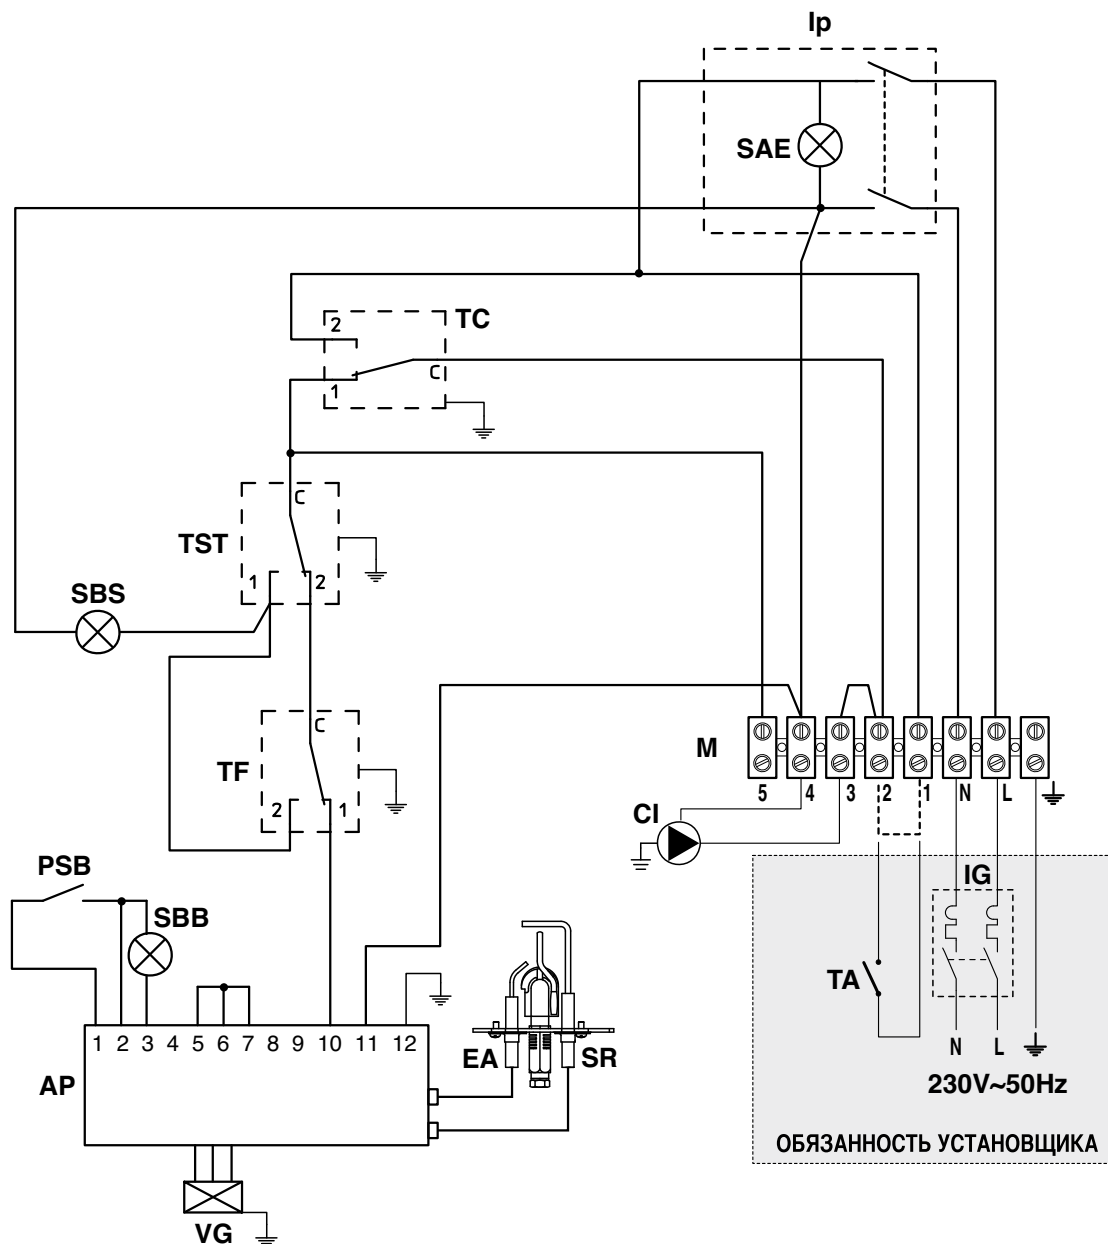 Ip
SAE
2
TC
C
1
C
TST
1
2
SBS
C
TF
2
1
M
5
4
3
2
1
N
L
CI
PSB
SBB
IG
TA
1 2 3 4 5 6 7 8 9 10 11 12
EA
SR
N
L
AP
230V~50Hz
ОБЯЗАННОСТЬ УСТАНОВЩИКА
VG